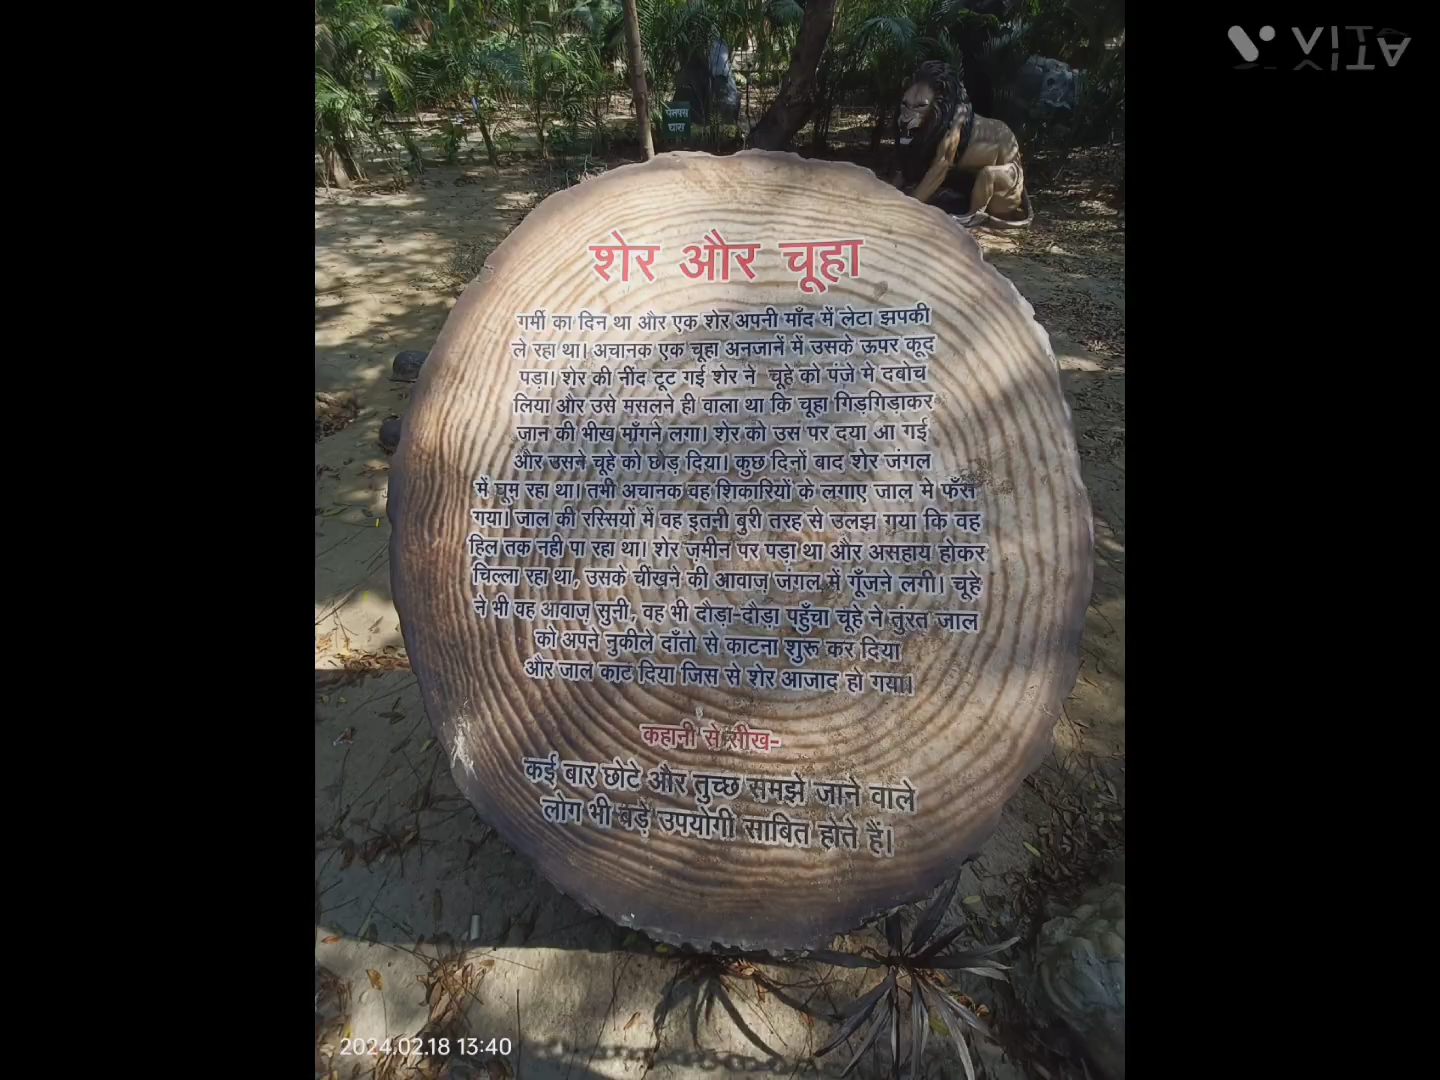 VITA
पेमपस
घास
शेर और चूहा
गर्मी का दिन था और एक शेर अपनी माँद में लेटा झपकी
ले रहा था। अचानक एक चूहा अनजानें में उसके ऊपर कूद
पड़ा। शेर की नींद टूट गई शेर ने चूहे को पंजे मे दबोच
लिया और उसे मसलने ही वाला था कि चूहा गिड़गिड़ाकर
जान की भीख माँगने लगा। शेर को उस पर दया आ गई
और उसने चूहे को छोड़ दिया। कुछ दिनों बाद शेर जंगल
में घूम रहा था। तभी अचानक वह शिकारियों के लगाए जाल मे फँस
गया। जाल की रस्सियों में वह इतनी बुरी तरह से उलझ गया कि वह
हिल तक नही पा रहा था। शेर ज़मीन पर पड़ा था और असहाय होकर
चिल्ला रहा था, उसके चींखने की आवाज़ जंगल में गूँजने लगी। चूहे
ने भी वह आवाज़ सुनी, वह भी दौड़ा-दौड़ा पहुँचा चूहे ने तुंरत जाल
को अपने नुकीले दाँतो से काटना शुरू कर दिया
और जाल काट दिया जिस से शेर आजाद हो गया।
कहानी से सीख-
कई बार छोटे और तुच्छ समझे जाने वाले
लोग भी बड़े उपयोगी साबित होते हैं।
2024.02.18 13:40